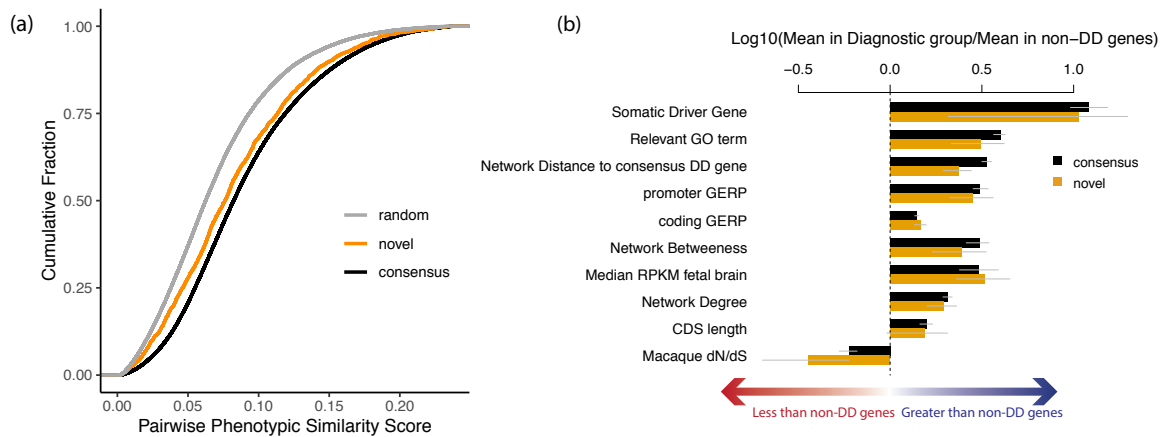 (a)
1.00
0.75
0.50
0.25
0.00
Cumulative Fraction
random
novel
consensus
0.00 0.05 0.10 0.15 0.20
Pairwise Phenotypic Similarity Score
(b)
Log10(Mean in Diagnostic group/Mean in non−DD genes)
−0.5 0.0 0.5 1.0
Somatic Driver Gene
Relevant GO term
Network Distance to consensus DD gene
promoter GERP
coding GERP
Network Betweeness
Median RPKM fetal brain
Network Degree
CDS length
Macaque dN/dS
consensus
novel
Less than non-DD genes Greater than non-DD genes